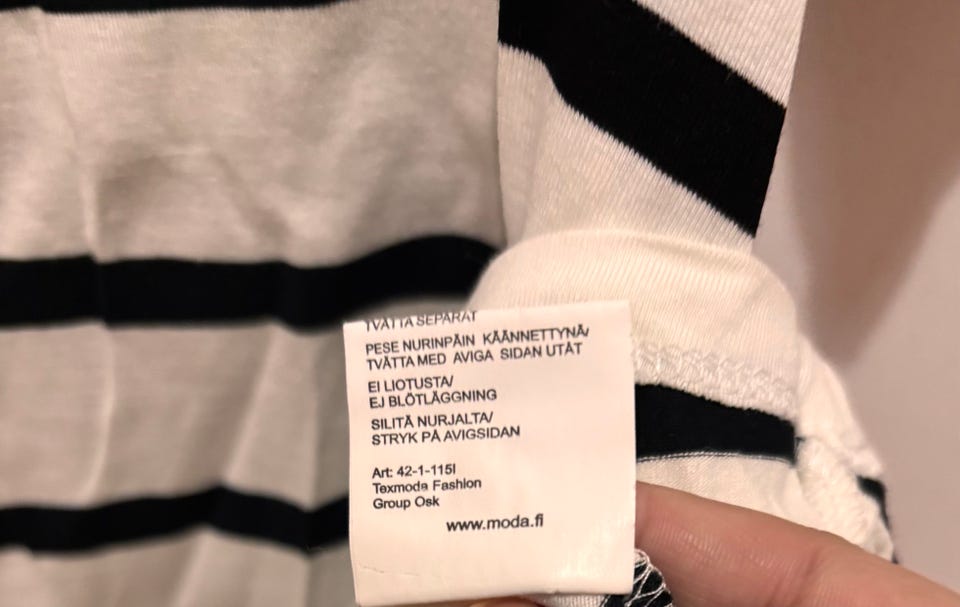 TVÄTTA SEPARAT
PESE NURINPÄIN KÄÄNNETTYNÄ/
TVÄTTA MED AVIGA SIDAN UTÅT
EI LIOTUSTA/
EJ BLÖTLÄGGNING
SILITÄ NURJALTA/
STRYK PÅ AVIGSIDAN
Art: 42-1-115l
Texmoda Fashion
Group Osk
www.moda.fi